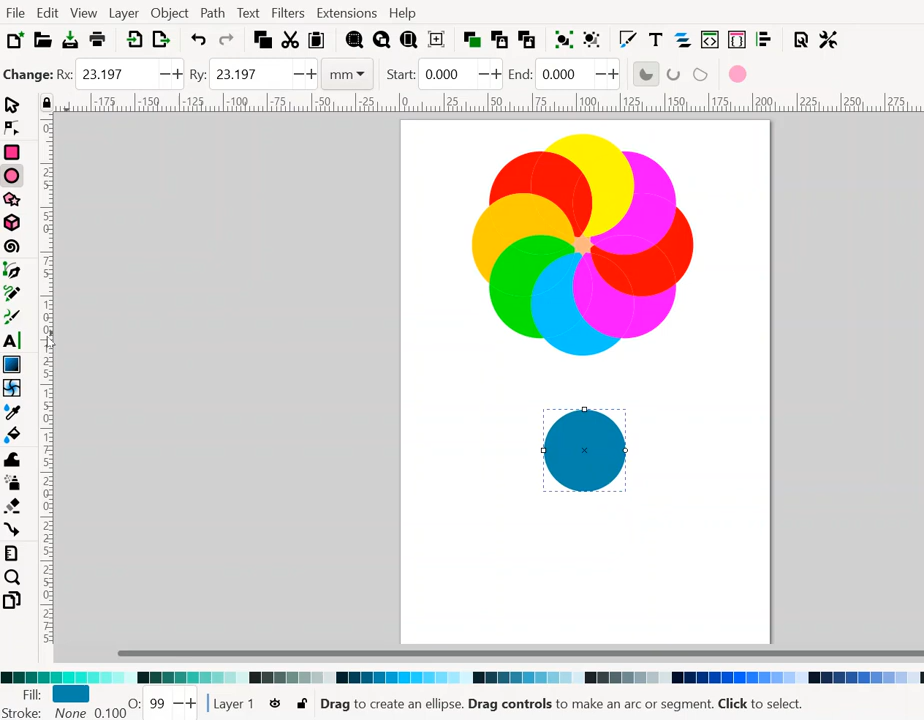 File Edit View Layer Object Path Text Filters Extensions Help
Change: Rx: 23.197 Ry: 23.197 mm Start: 0.000 End: 0.000
-175 -150 -125 -100 -75 -50 -25 0 25 50 75 100 125 150 175 200 225 250 275
Fill: O: 99 Layer 1 Drag to create an ellipse. Drag controls to make an arc or segment. Click to select.
Stroke: None 0.100